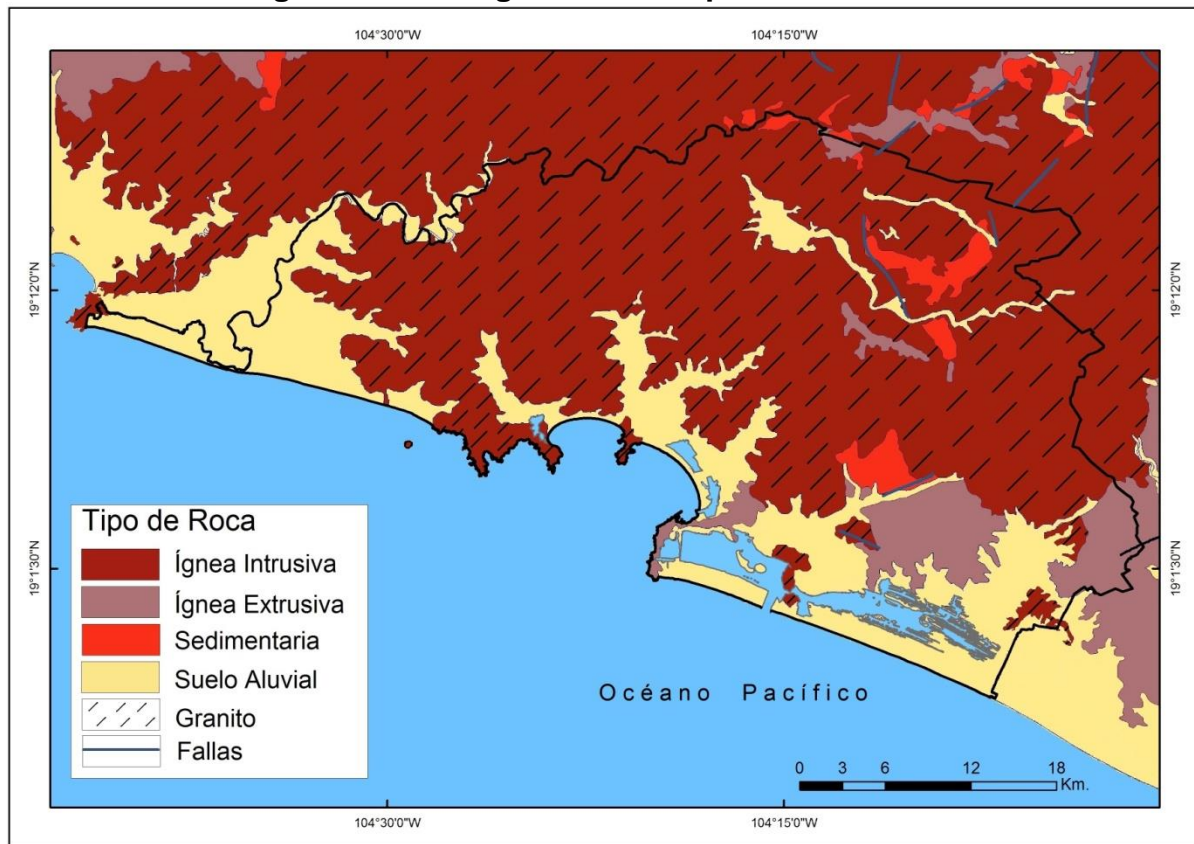 104°30'0"W 104°15'0"W
19°12'0"N 19°12'0"N
19°1'30"N 19°1'30"N
Tipo de Roca
Ígnea Intrusiva
Ígnea Extrusiva
Sedimentaria
Suelo Aluvial
Granito
Fallas
Océano Pacífico
0 3 6 12 18
Km.
104°30'0"W 104°15'0"W